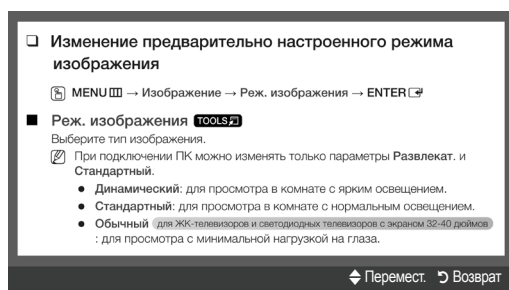 ❑ Изменение предварительно настроенного режима
изображения
MENU → Изображение → Реж. изображения → ENTER
■ Реж. изображения TOOLS
Выберите тип изображения.
При подключении ПК можно изменять только параметры Развлекат. и
Стандартный.
● Динамический: для просмотра в комнате с ярким освещением.
● Стандартный: для просмотра в комнате с нормальным освещением.
● Обычный для ЖК-телевизоров и светодиодных телевизоров с экраном 32-40 дюймов
: для просмотра с минимальной нагрузкой на глаза.
Перемест. Возврат